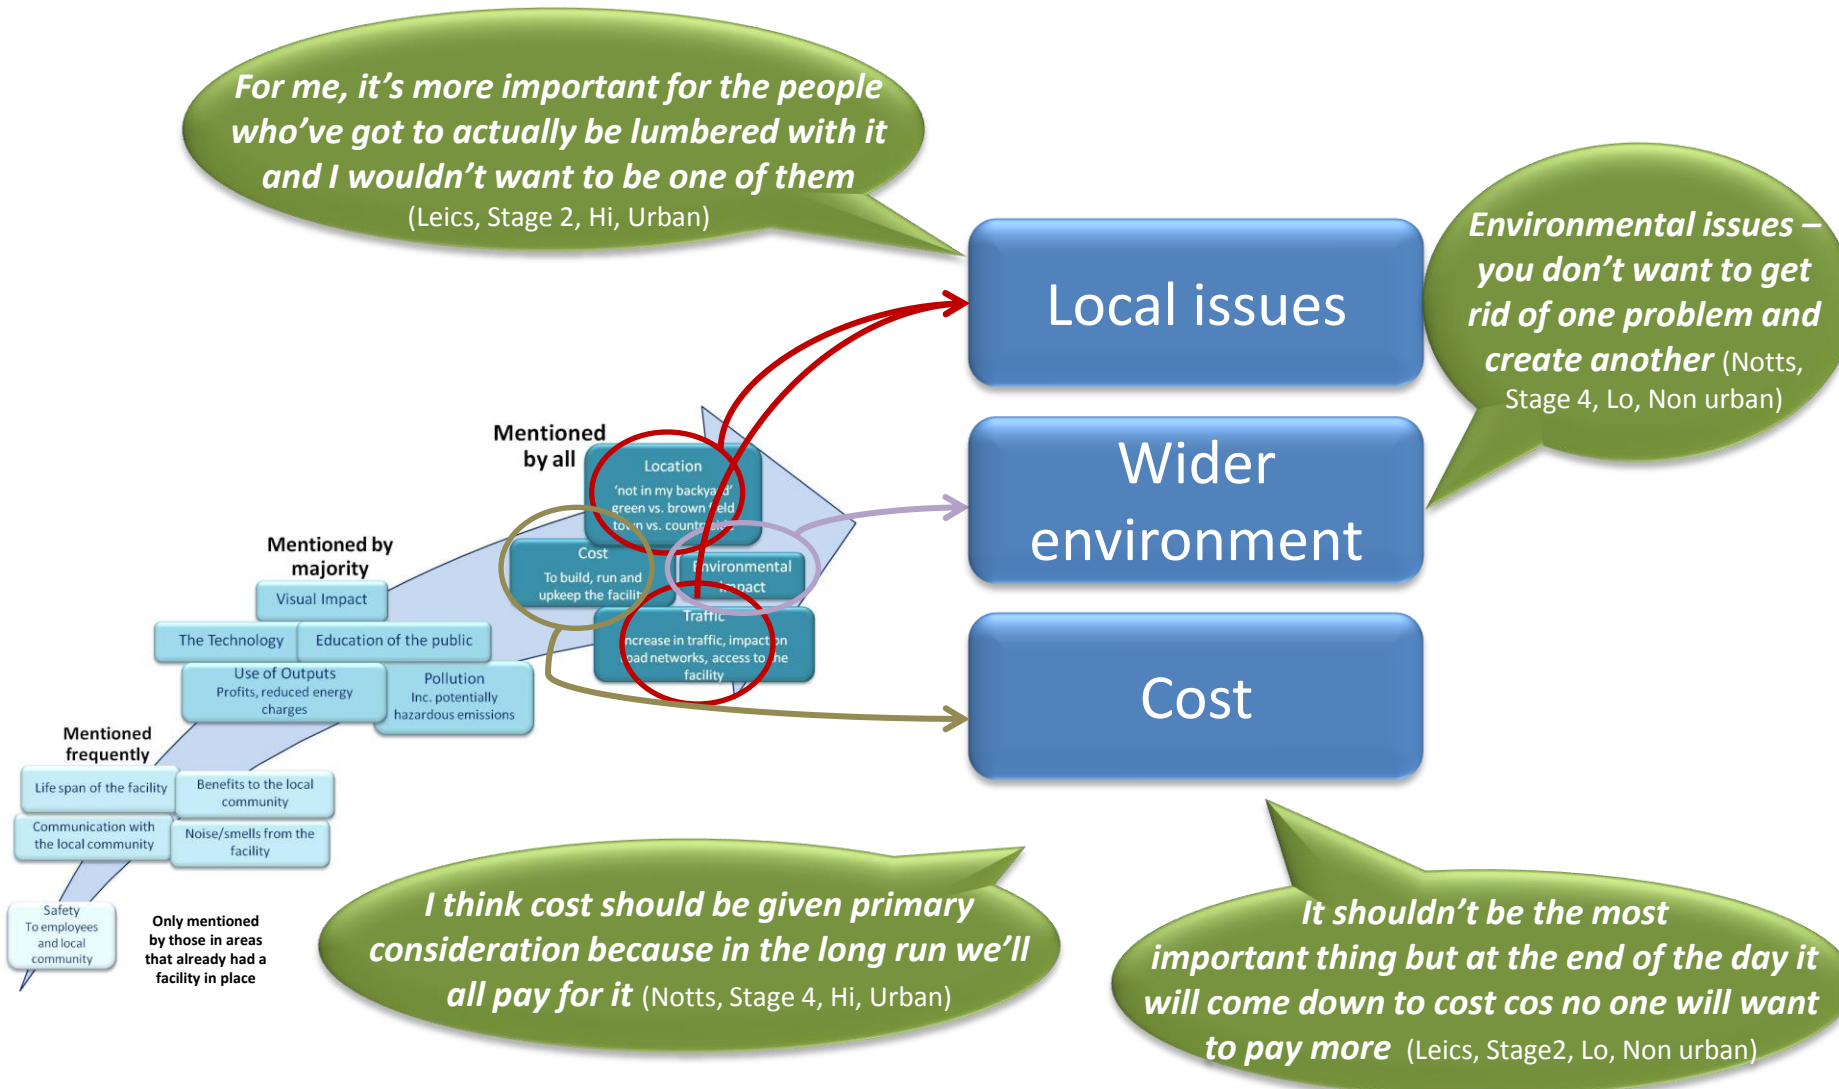 For me, it's more important for the people
who've got to actually be lumbered with it
and I wouldn't want to be one of them
(Leics, Stage 2, Hi, Urban)
Local issues
Environmental issues –
you don't want to get
rid of one problem and
create another (Notts,
Stage 4, Lo, Non urban)
Wider
environment
Cost
Mentioned
by all
Location
'not in my backyard'
green vs. brown field
town vs. countryside
Cost
To build, run and
upkeep the facility
Environmental
impact
Traffic
Increase in traffic, impact on
road networks, access to the
facility
Mentioned by
majority
Visual Impact
The Technology
Education of the public
Use of Outputs
Profits, reduced energy
charges
Pollution
Inc. potentially
hazardous emissions
Mentioned
frequently
Life span of the facility
Benefits to the local
community
Communication with
the local community
Noise/smells from the
facility
Safety
To employees
and local
community
Only mentioned
by those in areas
that already had a
facility in place
I think cost should be given primary
consideration because in the long run we'll
all pay for it (Notts, Stage 4, Hi, Urban)
It shouldn't be the most
important thing but at the end of the day it
will come down to cost cos no one will want
to pay more (Leics, Stage2, Lo, Non urban)